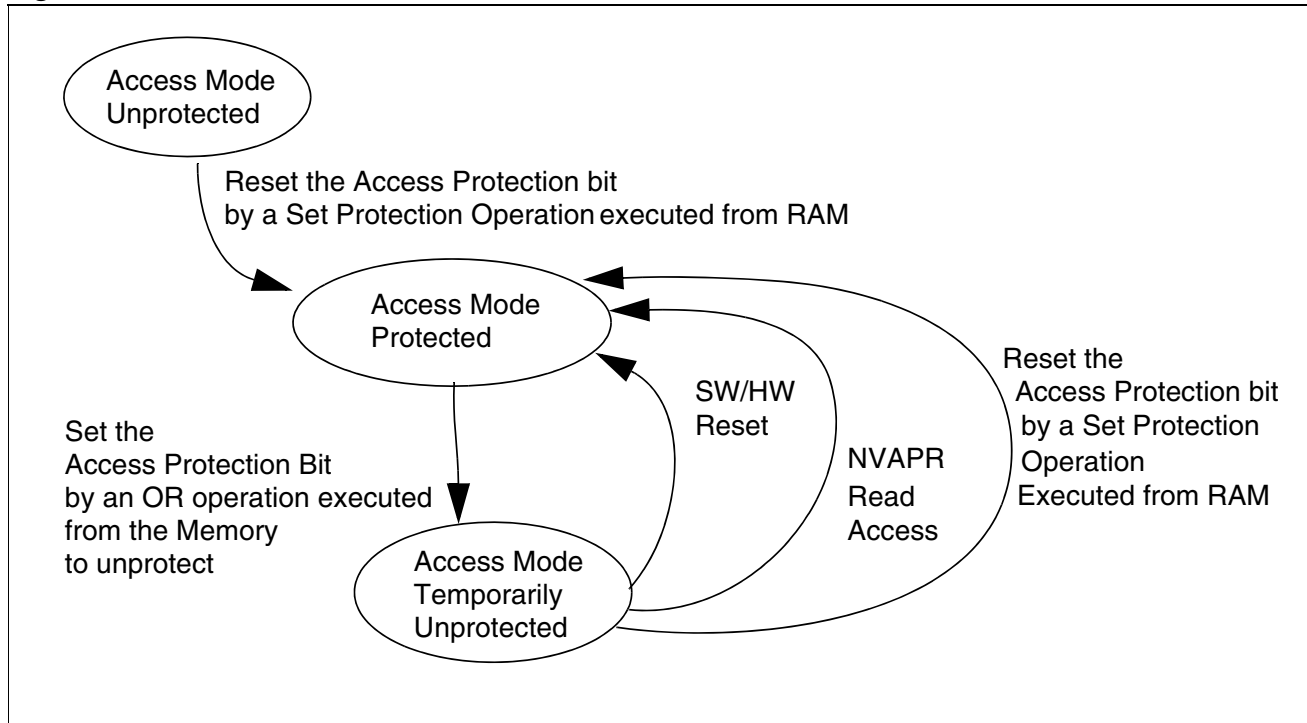 Access Mode
Unprotected
Reset the Access Protection bit
by a Set Protection Operation executed from RAM
Access Mode
Protected
Set the
Access Protection Bit
by an OR operation executed
from the Memory
to unprotect
SW/HW
Reset
NVAPR
Read
Access
Reset the
Access Protection bit
by a Set Protection
Operation
Executed from RAM
Access Mode
Temporarily
Unprotected